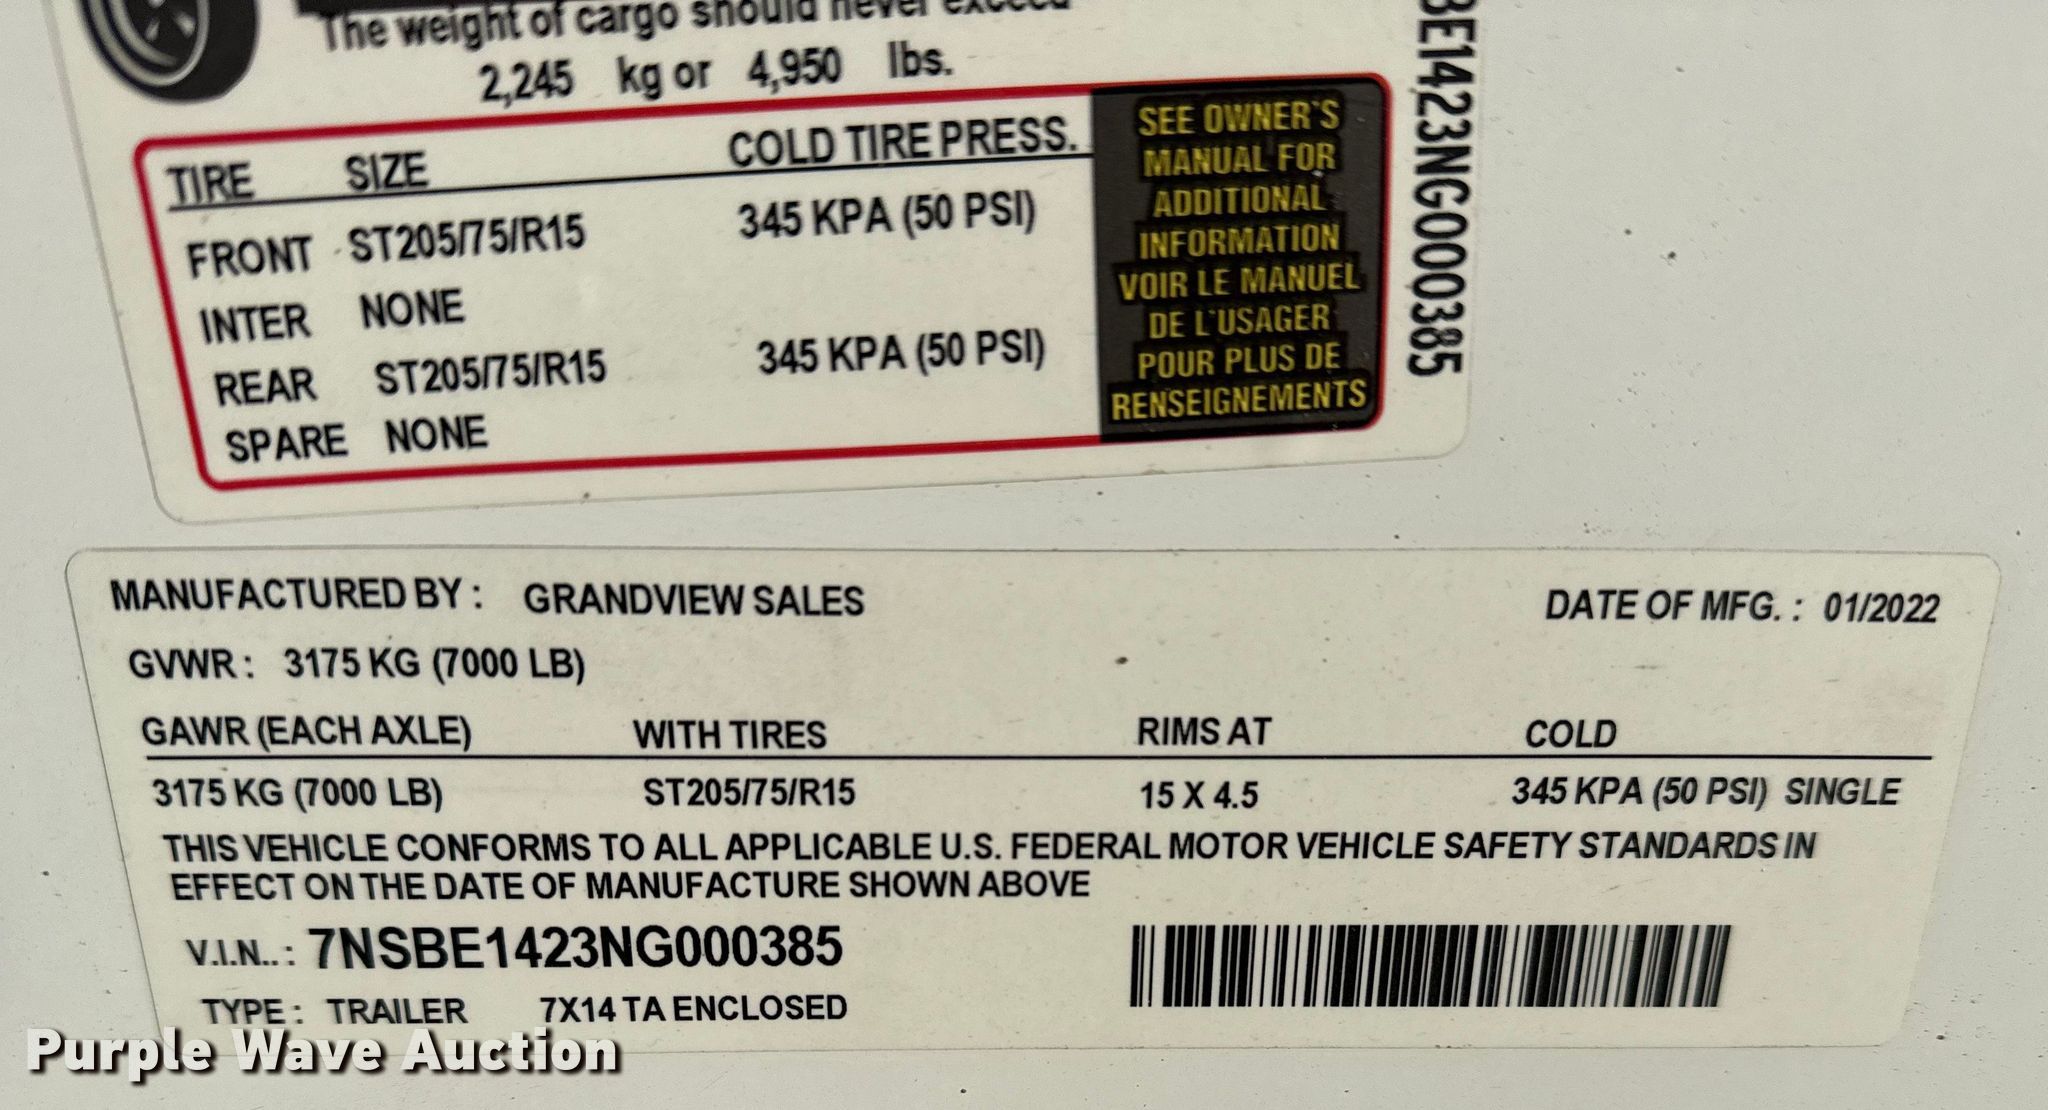 The weight of cargo should never exceed
2,245 kg or 4,950 lbs.
TIRE SIZE COLD TIRE PRESS.
FRONT ST205/75/R15 345 KPA (50 PSI)
INTER NONE
REAR ST205/75/R15 345 KPA (50 PSI)
SPARE NONE
SEE OWNER'S
MANUAL FOR
ADDITIONAL
INFORMATION
VOIR LE MANUEL
DE L'USAGER
POUR PLUS DE
RENSEIGNEMENTS
BE1423NG000385
MANUFACTURED BY : GRANDVIEW SALES DATE OF MFG. : 01/2022
GVWR : 3175 KG (7000 LB)
GAWR (EACH AXLE) WITH TIRES RIMS AT COLD
3175 KG (7000 LB) ST205/75/R15 15 X 4.5 345 KPA (50 PSI) SINGLE
THIS VEHICLE CONFORMS TO ALL APPLICABLE U.S. FEDERAL MOTOR VEHICLE SAFETY STANDARDS IN
EFFECT ON THE DATE OF MANUFACTURE SHOWN ABOVE
V.I.N.. : 7NSBE1423NG000385
TYPE : TRAILER 7X14 TA ENCLOSED
Purple Wave Auction